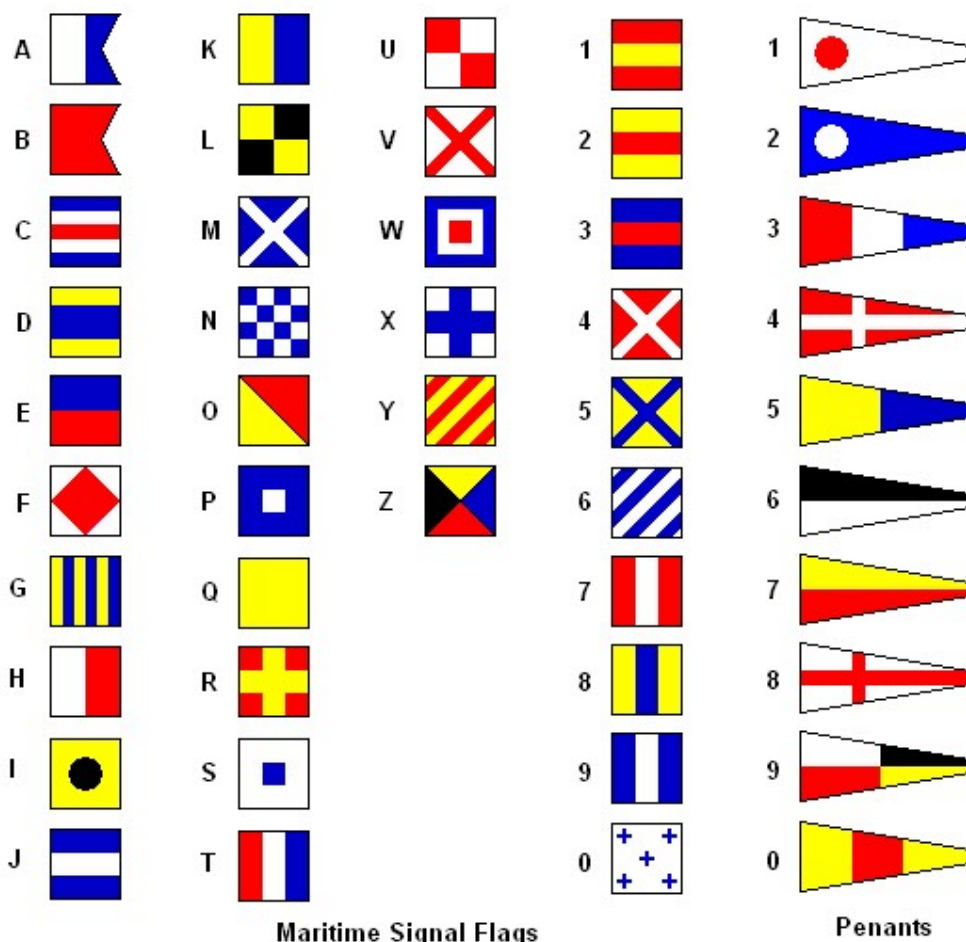 A K U 1 1
B L V 2 2
C M W 3 3
D N X 4 4
E O Y 5 5
F P Z 6 6
G Q 7 7
H R 8 8
I S 9 9
J T 0 0
Maritime Signal Flags Penants